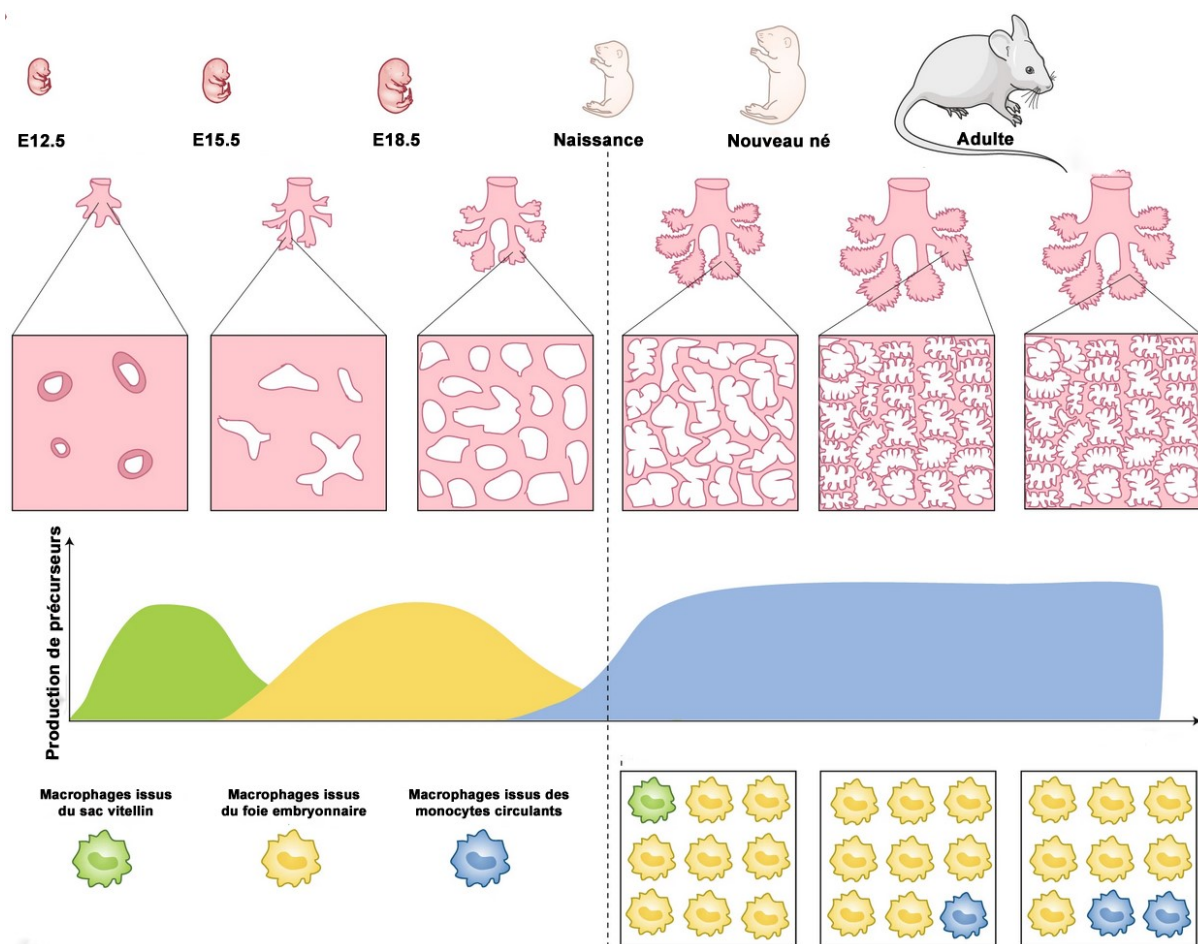 E12.5
E15.5
E18.5
Naissance
Nouveau né
Adulte
Production de précurseurs
Macrophages issus
du sac vitellin
Macrophages issus
du foie embryonnaire
Macrophages issus des
monocytes circulants